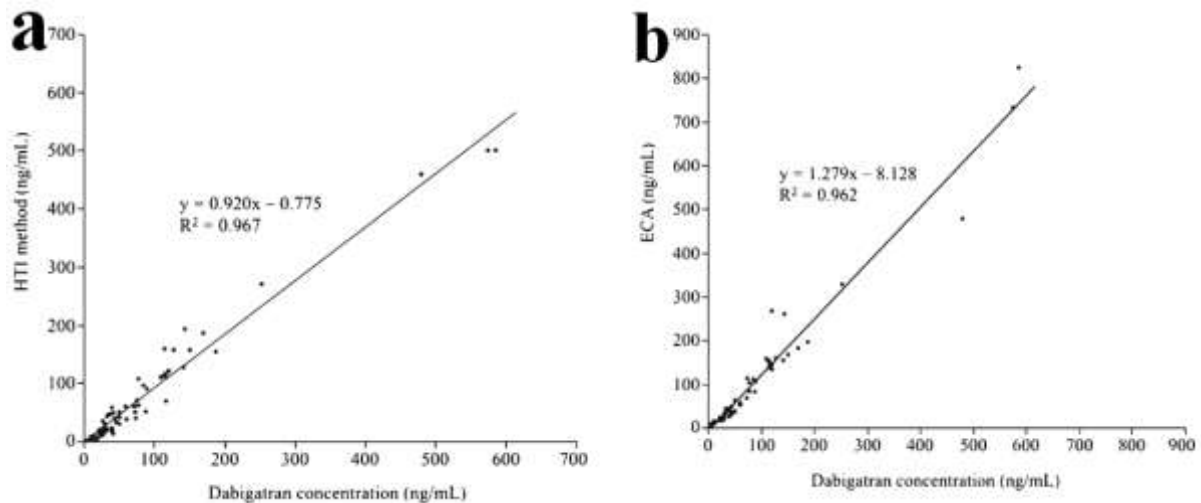 a
700
600
500
400
300
200
100
0
HTI method (ng/mL)
y = 0.920x − 0.775
R² = 0.967
0 100 200 300 400 500 600 700
Dabigatran concentration (ng/mL)
b
900
800
700
600
500
400
300
200
100
0
ECA (ng/mL)
y = 1.279x − 8.128
R² = 0.962
0 100 200 300 400 500 600 700 800 900
Dabigatran concentration (ng/mL)